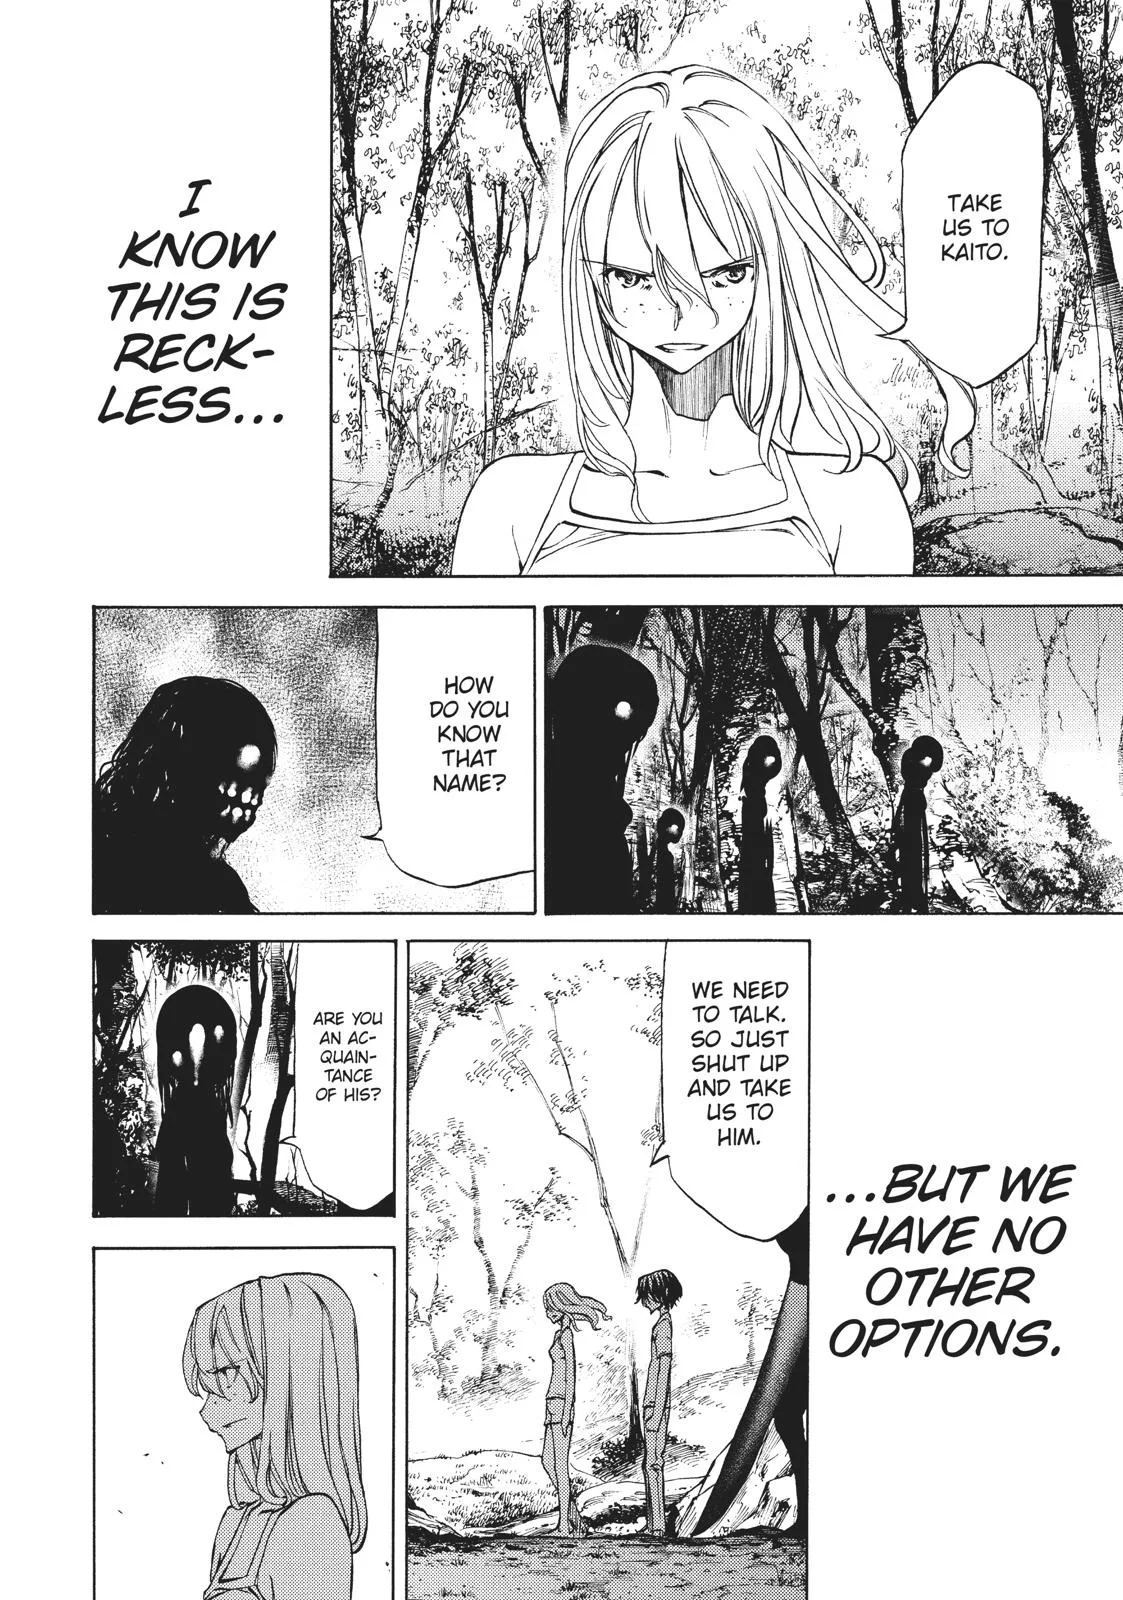 TAKE
US TO
KAITO.
I
KNOW
THIS IS
RECK-
LESS...
HOW
DO YOU
KNOW
THAT
NAME?
WE NEED
TO TALK.
SO JUST
SHUT UP
AND TAKE
US TO
HIM.
...BUT WE
HAVE NO
OTHER
OPTIONS.
ARE YOU
AN AC-
QUAIN-
TANCE
OF HIS?